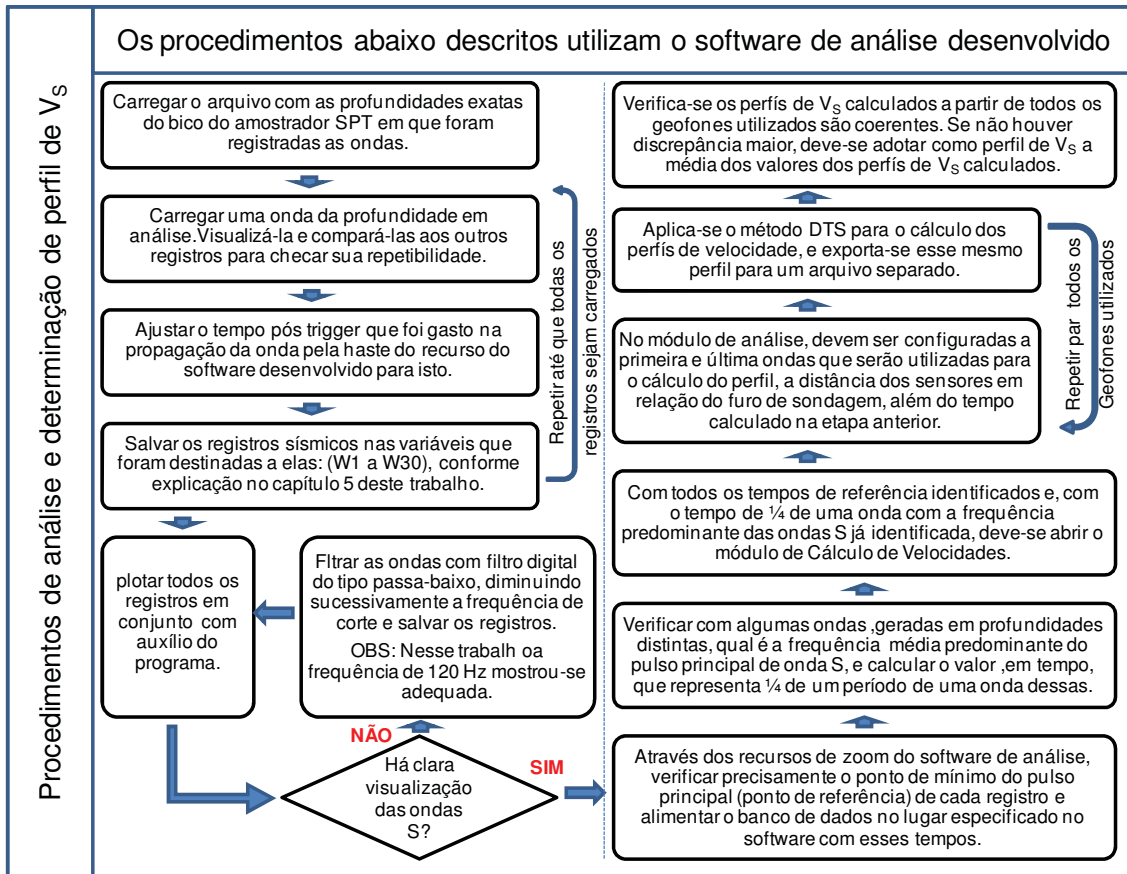 Procedimentos de análise e determinação de perfil de VS
Os procedimentos abaixo descritos utilizam o software de análise desenvolvido
Carregar o arquivo com as profundidades exatas
do bico do amostrador SPT em que foram
registradas as ondas.
Carregar uma onda da profundidade em
análise.Visualizá-la e compará-las aos outros
registros para checar sua repetibilidade.
Ajustar o tempo pós trigger que foi gasto na
propagação da onda pela haste do recurso do
software desenvolvido para isto.
Salvar os registros sísmicos nas variáveis que
foram destinadas a elas: (W1 a W30), conforme
explicação no capítulo 5 deste trabalho.
Repetir até que todas os
registros sejam carregados
plotar todos os
registros em
conjunto com
auxílio do
programa.
Fltrar as ondas com filtro digital
do tipo passa-baixo, diminuindo
sucessivamente a frequência de
corte e salvar os registros.
OBS: Nesse trabalh oa
frequência de 120 Hz mostrou-se
adequada.
NÃO
Há clara
visualização
das ondas
S?
SIM
Através dos recursos de zoom do software de análise,
verificar precisamente o ponto de mínimo do pulso
principal (ponto de referência) de cada registro e
alimentar o banco de dados no lugar especificado no
software com esses tempos.
Verificar com algumas ondas ,geradas em profundidades
distintas, qual é a frequência média predominante do
pulso principal de onda S, e calcular o valor ,em tempo,
que representa ¼ de um período de uma onda dessas.
Com todos os tempos de referência identificados e, com
o tempo de ¼ de uma onda com a frequência
predominante das ondas S já identificada, deve-se abrir o
módulo de Cálculo de Velocidades.
No módulo de análise, devem ser configuradas a
primeira e última ondas que serão utilizadas para
o cálculo do perfil, a distância dos sensores em
relação do furo de sondagem, além do tempo
calculado na etapa anterior.
Aplica-se o método DTS para o cálculo dos
perfís de velocidade, e exporta-se esse mesmo
perfil para um arquivo separado.
Repetir par todos os
Geofones utilizados
Verifica-se os perfís de VS calculados a partir de todos os
geofones utilizados são coerentes. Se não houver
discrepância maior, deve-se adotar como perfil de VS a
média dos valores dos perfís de VS calculados.